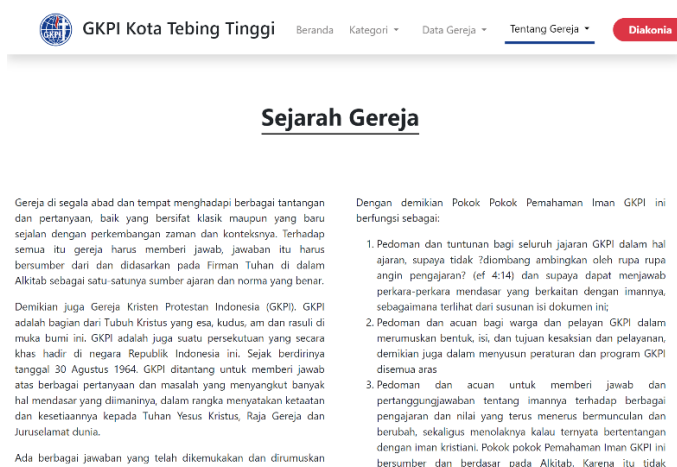 GKPI
GKPI Kota Tebing Tinggi
Beranda
Kategori
Data Gereja
Tentang Gereja
Diakonia
Sejarah Gereja
Gereja di segala abad dan tempat menghadapi berbagai tantangan
dan pertanyaan, baik yang bersifat klasik maupun yang baru
sejalan dengan perkembangan zaman dan konteksnya. Terhadap
semua itu gereja harus memberi jawab, jawaban itu harus
bersumber dari dan didasarkan pada Firman Tuhan di dalam
Alkitab sebagai satu-satunya sumber ajaran dan norma yang benar.
Demikian juga Gereja Kristen Protestan Indonesia (GKPI). GKPI
adalah bagian dari Tubuh Kristus yang esa, kudus, am dan rasuli di
muka bumi ini. GKPI adalah juga suatu persekutuan yang secara
khas hadir di negara Republik Indonesia ini. Sejak berdirinya
tanggal 30 Agustus 1964. GKPI ditantang untuk memberi jawab
atas berbagai pertanyaan dan masalah yang menyangkut banyak
hal mendasar yang diimaninya, dalam rangka menyatakan ketaatan
dan kesetiaannya kepada Tuhan Yesus Kristus, Raja Gereja dan
Juruselamat dunia.
Ada berbagai jawaban yang telah dikemukakan dan dirumuskan
Dengan demikian Pokok Pokok Pemahaman Iman GKPI ini
berfungsi sebagai:
1. Pedoman dan tuntunan bagi seluruh jajaran GKPI dalam hal
ajaran, supaya tidak ?diombang ambingkan oleh rupa rupa
angin pengajaran? (ef 4:14) dan supaya dapat menjawab
perkara-perkara mendasar yang berkaitan dengan imannya,
sebagaimana terlihat dari susunan isi dokumen ini;
2. Pedoman dan acuan bagi warga dan pelayan GKPI dalam
merumuskan bentuk, isi, dan tujuan kesaksian dan pelayanan,
demikian juga dalam menyusun peraturan dan program GKPI
disemua aras
3. Pedoman dan acuan untuk memberi jawab dan
pertanggungjawaban tentang imannya terhadap berbagai
pengajaran dan nilai yang terus menerus bermunculan dan
berubah, sekaligus menolaknya kalau ternyata bertentangan
dengan iman kristiani. Pokok pokok Pemahaman Iman GKPI ini
bersumber dan berdasar pada Alkitab. Karena itu tidak